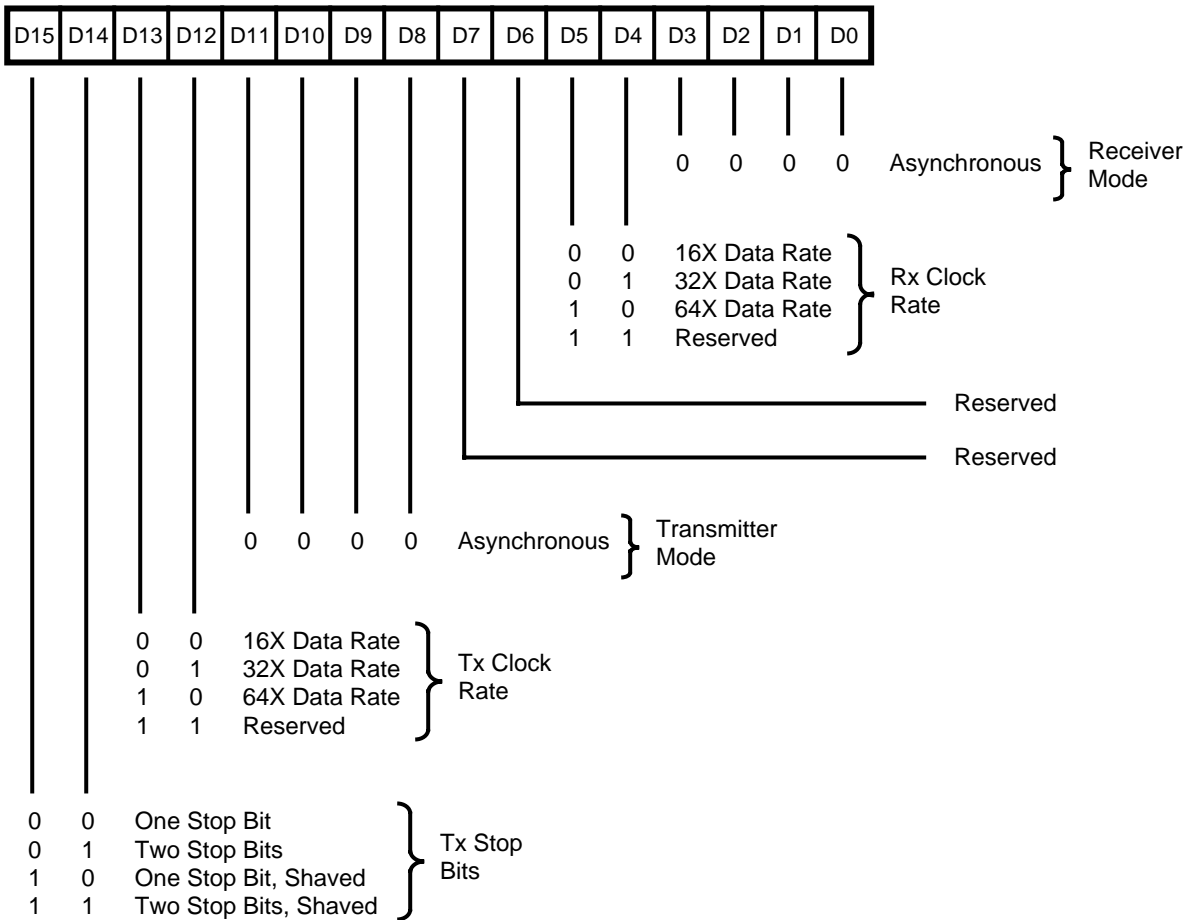 D15 D14 D13 D12 D11 D10 D9 D8 D7 D6 D5 D4 D3 D2 D1 D0
0 0 0 0 Asynchronous Receiver
Mode
0 0 16X Data Rate
0 1 32X Data Rate
1 0 64X Data Rate
1 1 Reserved
Rx Clock
Rate
Reserved
Reserved
0 0 0 0 Asynchronous Transmitter
Mode
0 0 16X Data Rate
0 1 32X Data Rate
1 0 64X Data Rate
1 1 Reserved
Tx Clock
Rate
0 0 One Stop Bit
0 1 Two Stop Bits
1 0 One Stop Bit, Shaved
1 1 Two Stop Bits, Shaved
Tx Stop
Bits